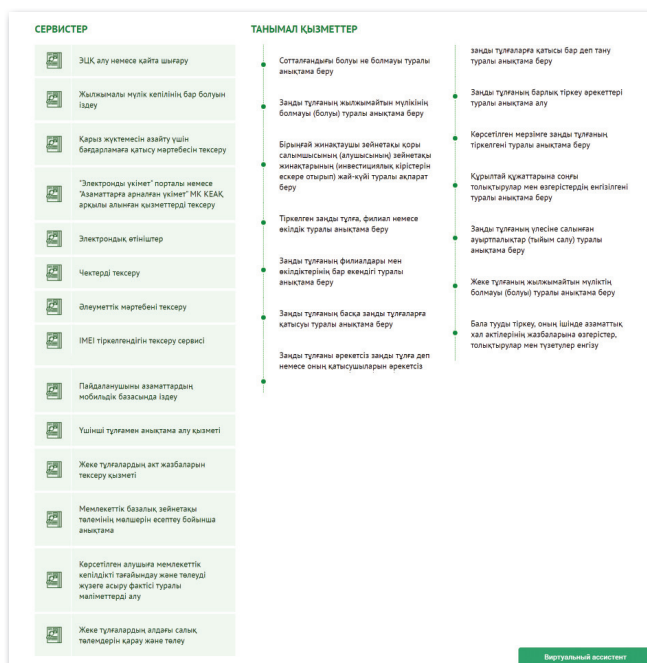 СЕРВИСТЕР
ЭЦҚ алу немесе қайта шығару
Жылжымалы мүлік кепілінің бар болуын
іздеу
Қарыз жүктемесін азайту үшін
бағдарламаға қатысу мәртебесін тексеру
"Электронды үкімет" порталы немесе
"Азаматтарға арналған үкімет" МК КЕАҚ
арқылы алынған қызметтерді тексеру
Электрондық өтініштер
Чектерді тексеру
Әлеуметтік мәртебені тексеру
IMEI тіркелгендігін тексеру сервисі
Пайдаланушыны азаматтардың
мобильдік базасында іздеу
Үшінші тұлғамен анықтама алу қызметі
Жеке тұлғалардың акт жазбаларын
тексеру қызметі
Мемлекеттік базалық зейнетақы
төлемінің мөлшерін есептеу бойынша
анықтама
Көрсетілген алушыға мемлекеттік
кепілдікті тағайындау және төлеуді
жүзеге асыру фактісі туралы
мәліметтерді алу
Жеке тұлғалардың алдағы салық
төлемдерін қарау және төлеу
ТАНЫМАЛ ҚЫЗМЕТТЕР
Сотталғандығы болуы не болмауы туралы
анықтама беру
Заңды тұлғаның жылжымайтын мүлікінің
болмауы (болуы) туралы анықтама беру
Бірыңғай жинақтаушы зейнетақы қоры
салымшысының (алушысының) зейнетақы
жинақтарының (инвестициялық кірістерін
ескере отырып) жай-күйі туралы ақпарат
беру
Тіркелген заңды тұлға, филиал немесе
өкілдік туралы анықтама беру
Заңды тұлғаның филиалдары мен
өкілдіктерінің бар екендігі туралы
анықтама беру
Заңды тұлғаның басқа заңды тұлғаларға
қатысуы туралы анықтама беру
Заңды тұлғаны әрекетсіз заңды тұлға деп
немесе оның қатысушыларын әрекетсіз
заңды тұлғаларға қатысы бар деп тану
туралы анықтама беру
Заңды тұлғаның барлық тіркеу әрекеттері
туралы анықтама алу
Көрсетілген мерзімге заңды тұлғаның
тіркелгені туралы анықтама беру
Құрылтай құжаттарына соңғы
толықтырулар мен өзгерістердің енгізілгені
туралы анықтама беру
Заңды тұлғаның үлесіне салынған
ауыртпалықтар (тыйым салу) туралы
анықтама беру
Жеке тұлғаның жылжымайтын мүліктің
болмауы (болуы) туралы анықтама беру
Бала тууды тіркеу, оның ішінде азаматтық
хал актілерінің жазбаларына өзгерістер,
толықтырулар мен түзетулер енгізу
Виртуальный ассистент